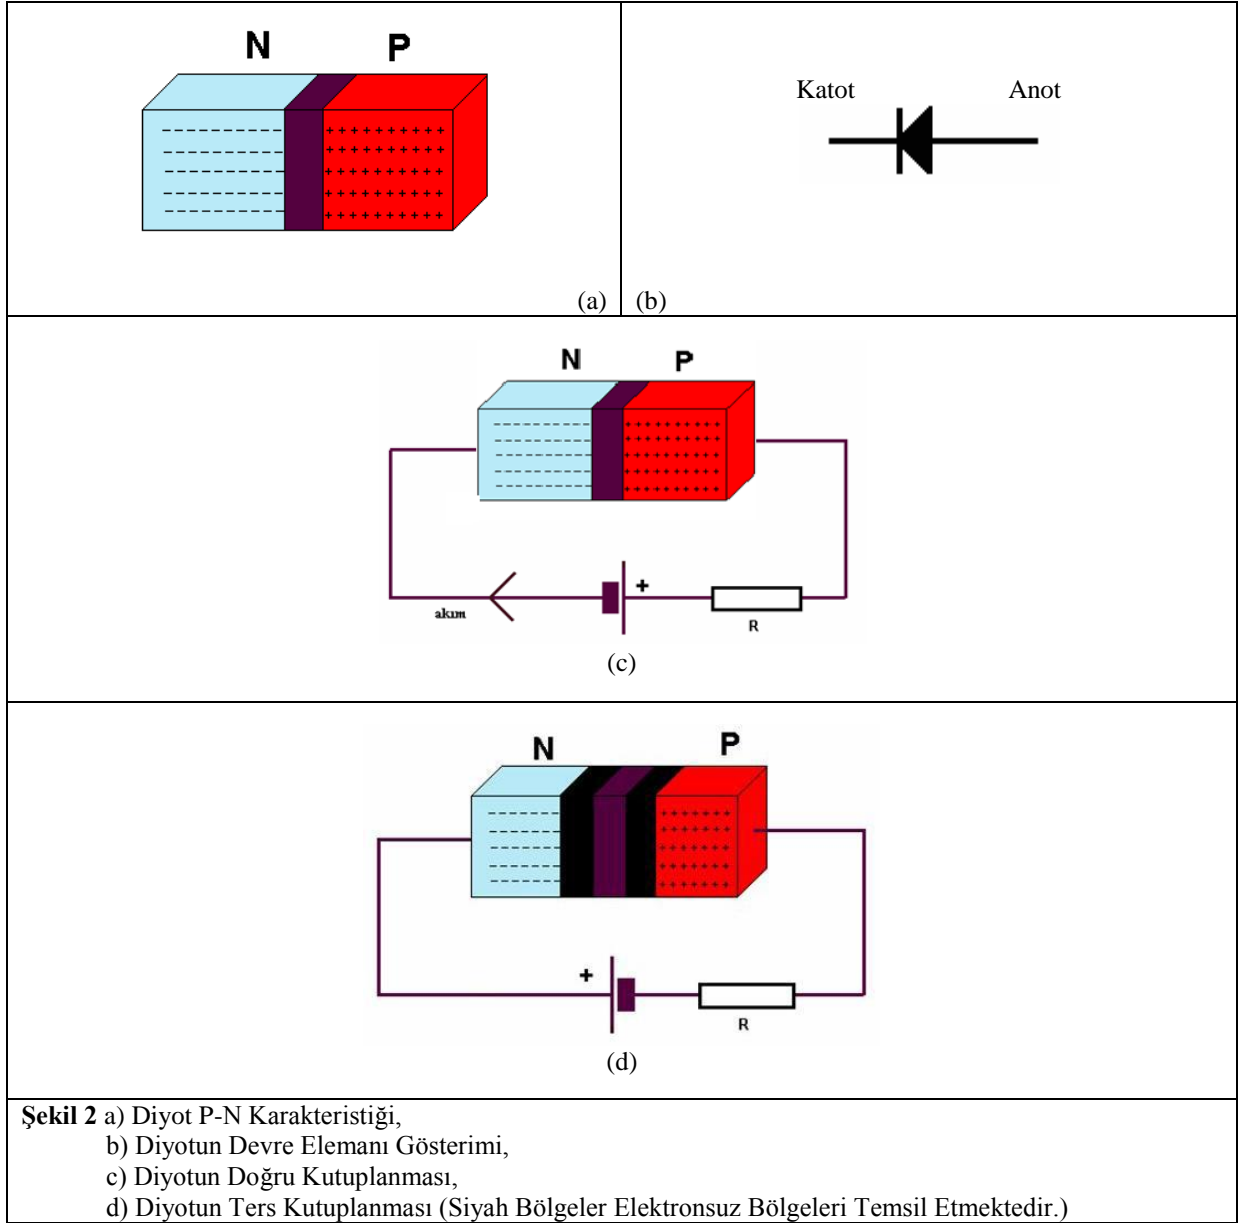 N P
Katot Anot
(a) (b)
N P
+
akım
R
(c)
N P
+
R
(d)
Şekil 2 a) Diyot P-N Karakteristiği,
b) Diyotun Devre Elemanı Gösterimi,
c) Diyotun Doğru Kutuplanması,
d) Diyotun Ters Kutuplanması (Siyah Bölgeler Elektronsuz Bölgeleri Temsil Etmektedir.)